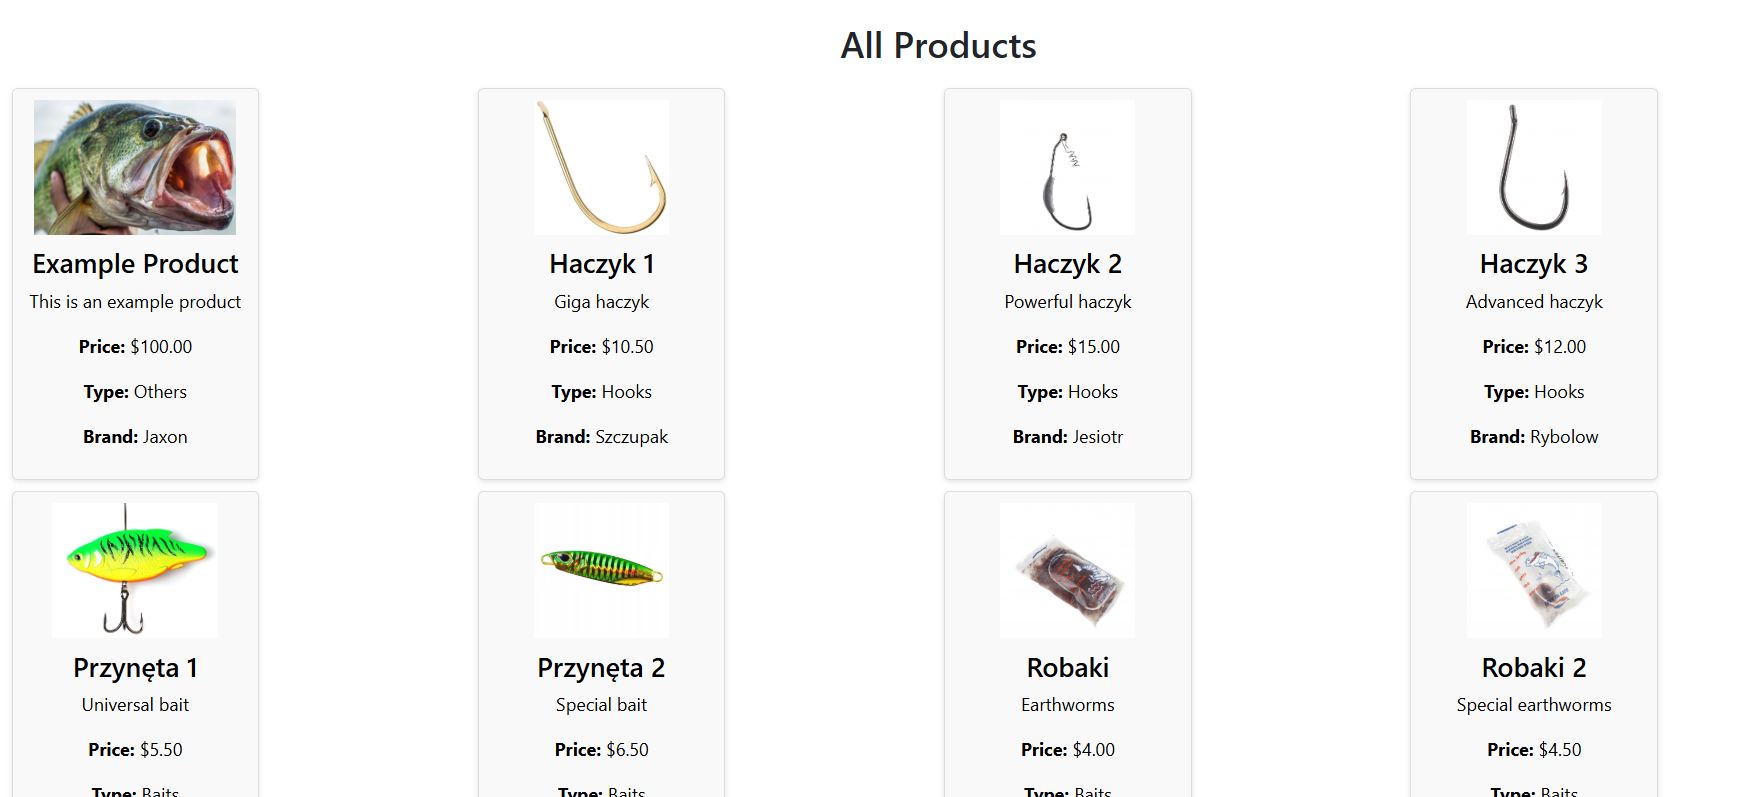 All Products
Example Product
This is an example product
Price: $100.00
Type: Others
Brand: Jaxon
Haczyk 1
Giga haczyk
Price: $10.50
Type: Hooks
Brand: Szczupak
Haczyk 2
Powerful haczyk
Price: $15.00
Type: Hooks
Brand: Jesiotr
Haczyk 3
Advanced haczyk
Price: $12.00
Type: Hooks
Brand: Rybolow
Przynęta 1
Universal bait
Price: $5.50
Type: Baits
Przynęta 2
Special bait
Price: $6.50
Type: Baits
Robaki
Earthworms
Price: $4.00
Type: Baits
Robaki 2
Special earthworms
Price: $4.50
Type: Baits